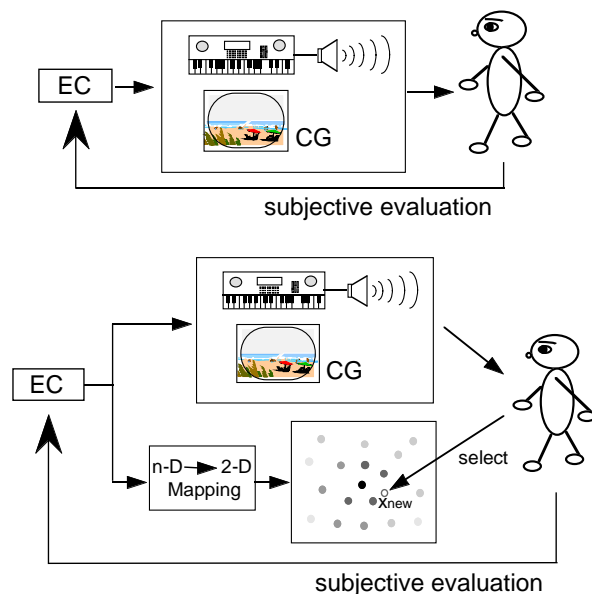 EC
CG
subjective evaluation
EC
CG
n-D 2-D
Mapping
select
xnew
subjective evaluation